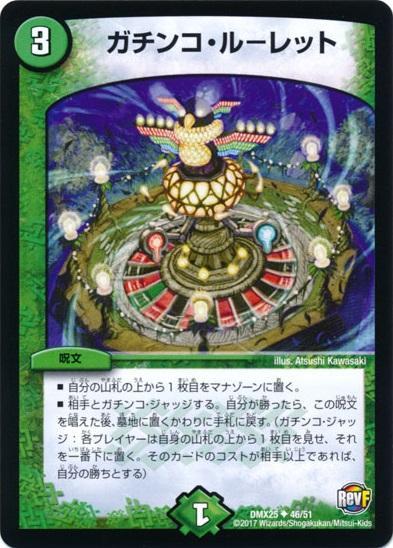 3
ガチンコ・ルーレット
呪文
illus. Atsushi Kawasaki
■ 自分の山札の上から1枚目をマナゾーンに置く。
■ 相手とガチンコ・ジャッジする。自分が勝ったら、この呪文
を唱えた後、墓地に置くかわりに手札に戻す。(ガチンコ・ジャッ
ジ:各プレイヤーは自身の山札の上から1枚を見せ、それ
を一番下に置く。そのカードのコストが相手以上であれば、
自分の勝ちとする)
1
DMX25 ◆ 46/51
©2017 Wizards/Shogakukan/Mitsui-Kids
RevF